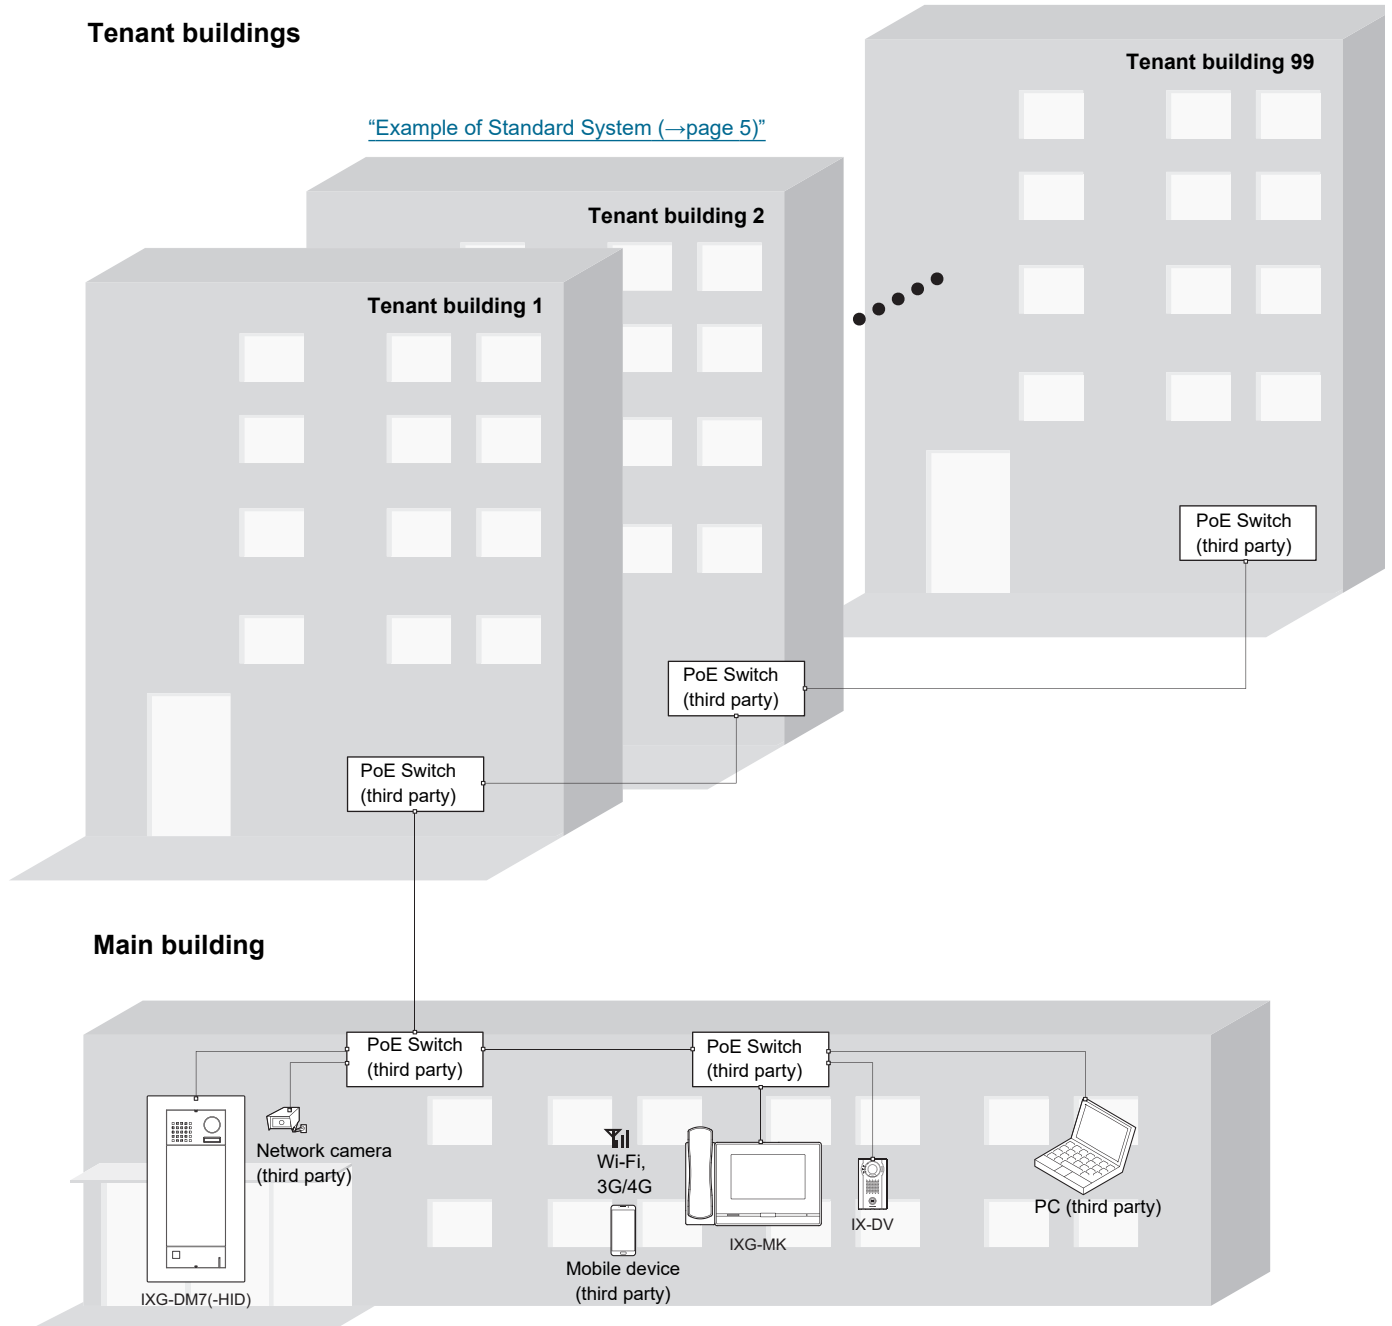 Tenant buildings
Tenant building 99
“Example of Standard System (→page 5)”
Tenant building 2
Tenant building 1
PoE Switch
(third party)
PoE Switch
(third party)
PoE Switch
(third party)
Main building
PoE Switch
(third party)
PoE Switch
(third party)
Network camera
(third party)
Wi-Fi,
3G/4G
PC (third party)
IX-DV
IXG-MK
Mobile device
(third party)
IXG-DM7(-HID)